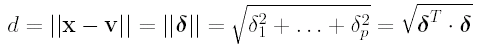 d = ||x − v|| = ||δ|| = √(δ₁² + … + δₚ²) = √(δᵀ · δ)